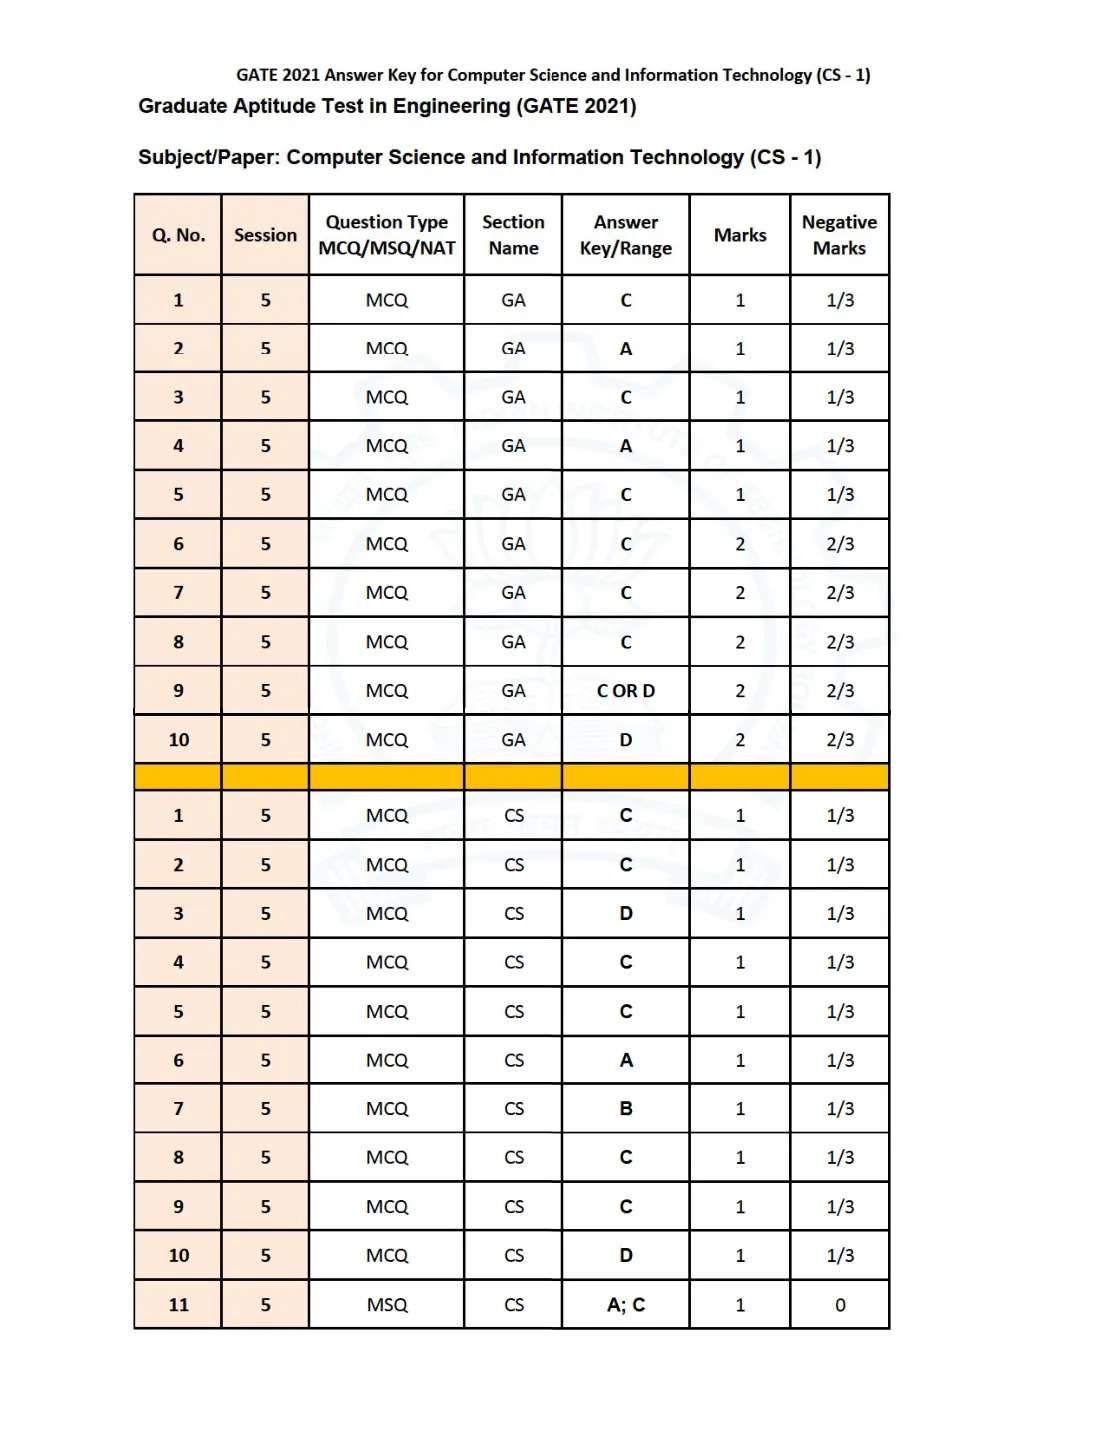 GATE 2021 Answer Key for Computer Science and Information Technology (CS - 1)
Graduate Aptitude Test in Engineering (GATE 2021)
Subject/Paper: Computer Science and Information Technology (CS - 1)
Q. No. Session Question Type MCQ/MSQ/NAT Section Name Answer Key/Range Marks Negative Marks
1 5 MCQ GA C 1 1/3
2 5 MCQ GA A 1 1/3
3 5 MCQ GA C 1 1/3
4 5 MCQ GA A 1 1/3
5 5 MCQ GA C 1 1/3
6 5 MCQ GA C 2 2/3
7 5 MCQ GA C 2 2/3
8 5 MCQ GA C 2 2/3
9 5 MCQ GA C OR D 2 2/3
10 5 MCQ GA D 2 2/3
1 5 MCQ CS C 1 1/3
2 5 MCQ CS C 1 1/3
3 5 MCQ CS D 1 1/3
4 5 MCQ CS C 1 1/3
5 5 MCQ CS C 1 1/3
6 5 MCQ CS A 1 1/3
7 5 MCQ CS B 1 1/3
8 5 MCQ CS C 1 1/3
9 5 MCQ CS C 1 1/3
10 5 MCQ CS D 1 1/3
11 5 MSQ CS A; C 1 0